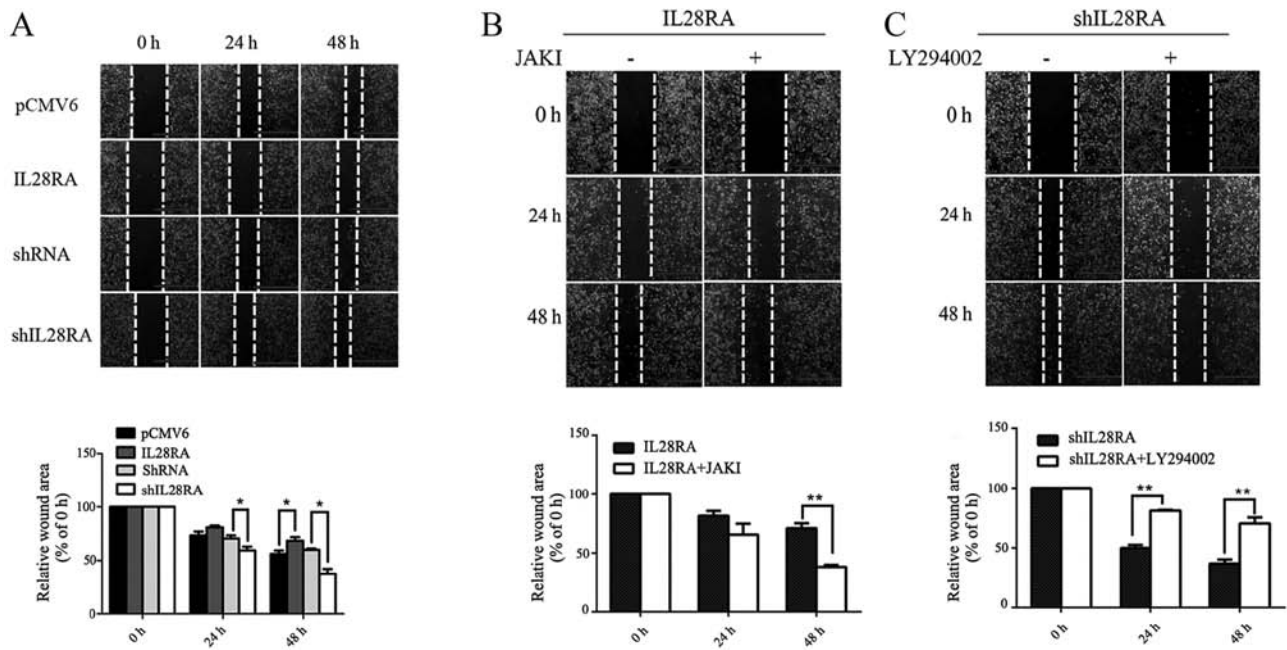 A
0 h 24 h 48 h
pCMV6
IL28RA
shRNA
shIL28RA
pCMV6
IL28RA
ShRNA
shIL28RA
Relative wound area
(% of 0 h)
150
100
50
0
* * *
0 h 24 h 48 h
B
IL28RA
JAKI - +
0 h
24 h
48 h
IL28RA
IL28RA+JAKI
Relative wound area
(% of 0 h)
150
100
50
0
**
0 h 24 h 48 h
C
shIL28RA
LY294002 - +
0 h
24 h
48 h
shIL28RA
shIL28RA+LY294002
Relative wound area
(% of 0 h)
150
100
50
0
** **
0 h 24 h 48 h